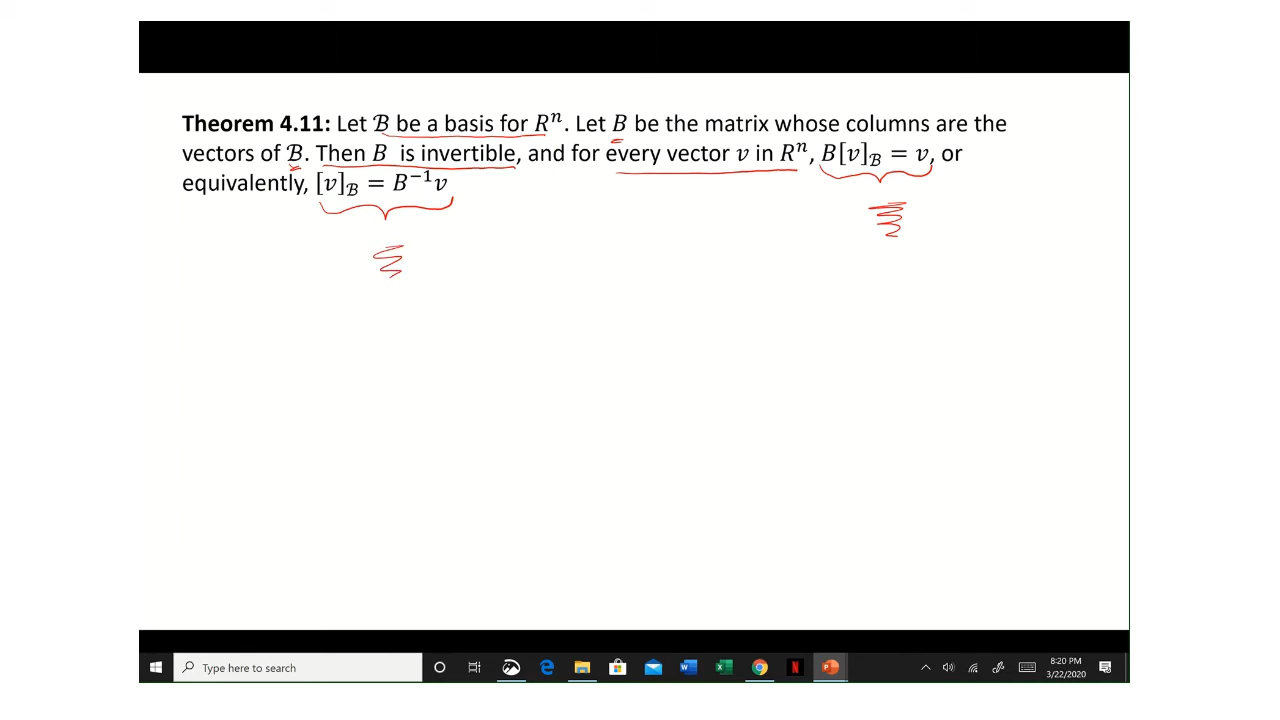 Theorem 4.11: Let ℬ be a basis for Rⁿ. Let B be the matrix whose columns are the
vectors of ℬ. Then B is invertible, and for every vector v in Rⁿ, B[v]_ℬ = v, or
equivalently, [v]_ℬ = B⁻¹v
Type here to search
8:20 PM
3/22/2020